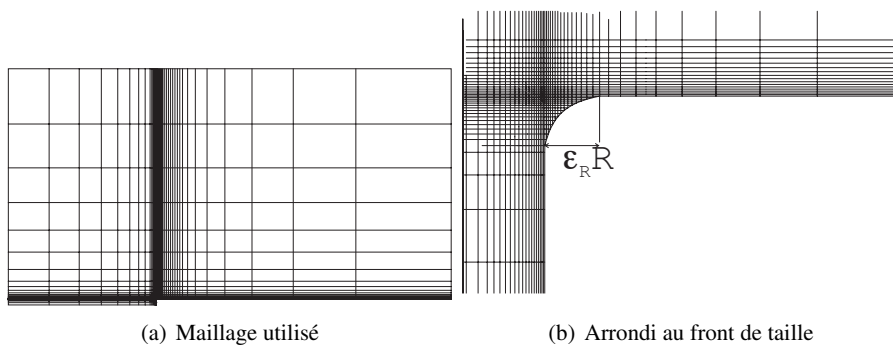 ε_R R
(a) Maillage utilisé
(b) Arrondi au front de taille